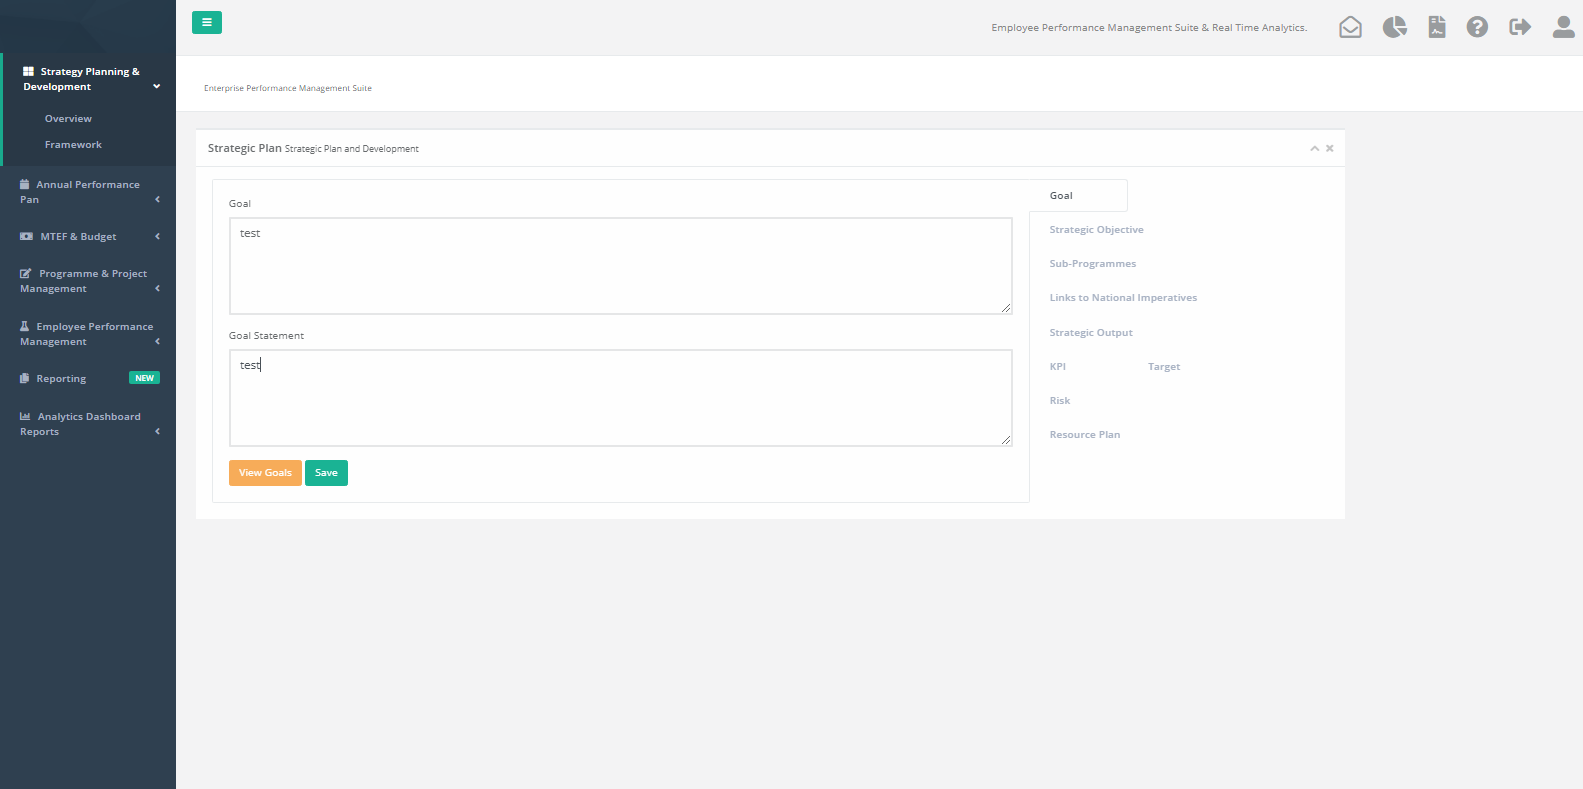 Employee Performance Management Suite & Real Time Analytics.
Enterprise Performance Management Suite
Strategy Planning &
Development
Overview
Framework
Annual Performance
Pan
MTEF & Budget
Programme & Project
Management
Employee Performance
Management
Reporting NEW
Analytics Dashboard
Reports
Strategic Plan Strategic Plan and Development
Goal
test
Goal Statement
test
View Goals Save
Goal
Strategic Objective
Sub-Programmes
Links to National Imperatives
Strategic Output
KPI Target
Risk
Resource Plan